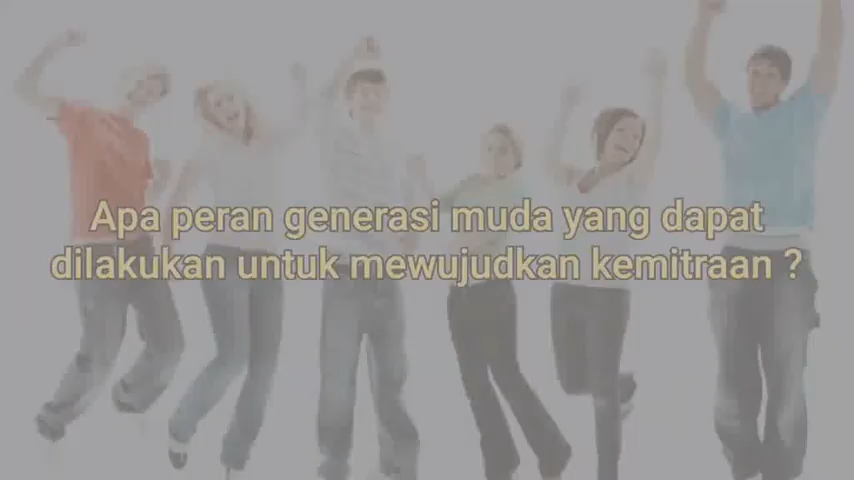 Apa peran generasi muda yang dapat
dilakukan untuk mewujudkan kemitraan ?